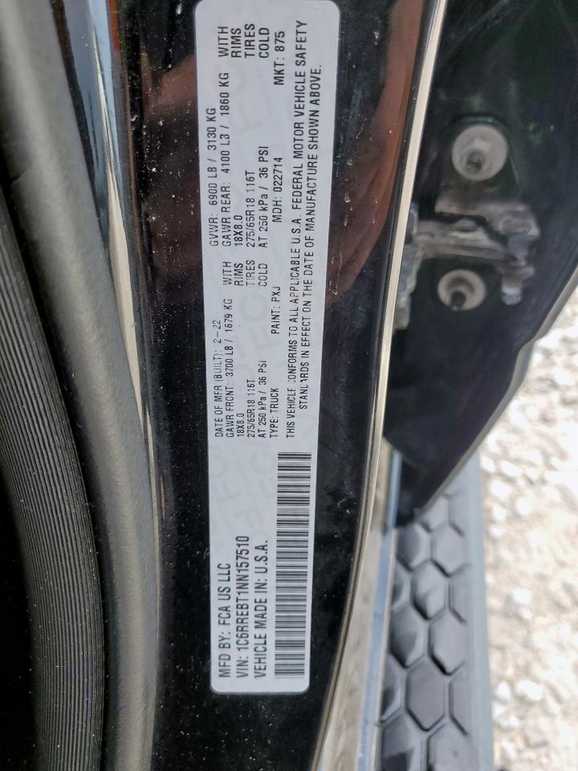 MFD BY: FCA US LLC
VIN: 1C6RREBT1NN157510
VEHICLE MADE IN: U.S.A.
DATE OF MFR (BUILT): 2-22 GVWR: 6900 LB / 3130 KG
GAWR FRONT: 3700 LB / 1679 KG WITH GAWR REAR: 4100 LB / 1860 KG WITH
18X8.0 RIMS 18X8.0 RIMS
275/65R18 116T TIRES 275/65R18 116T TIRES
AT 250 kPa / 36 PSI COLD AT 250 kPa / 36 PSI COLD
TYPE: TRUCK PAINT: PXJ MDH: 022714 MKT: 875
THIS VEHICLE CONFORMS TO ALL APPLICABLE U.S.A. FEDERAL MOTOR VEHICLE SAFETY
STANDARDS IN EFFECT ON THE DATE OF MANUFACTURE SHOWN ABOVE.